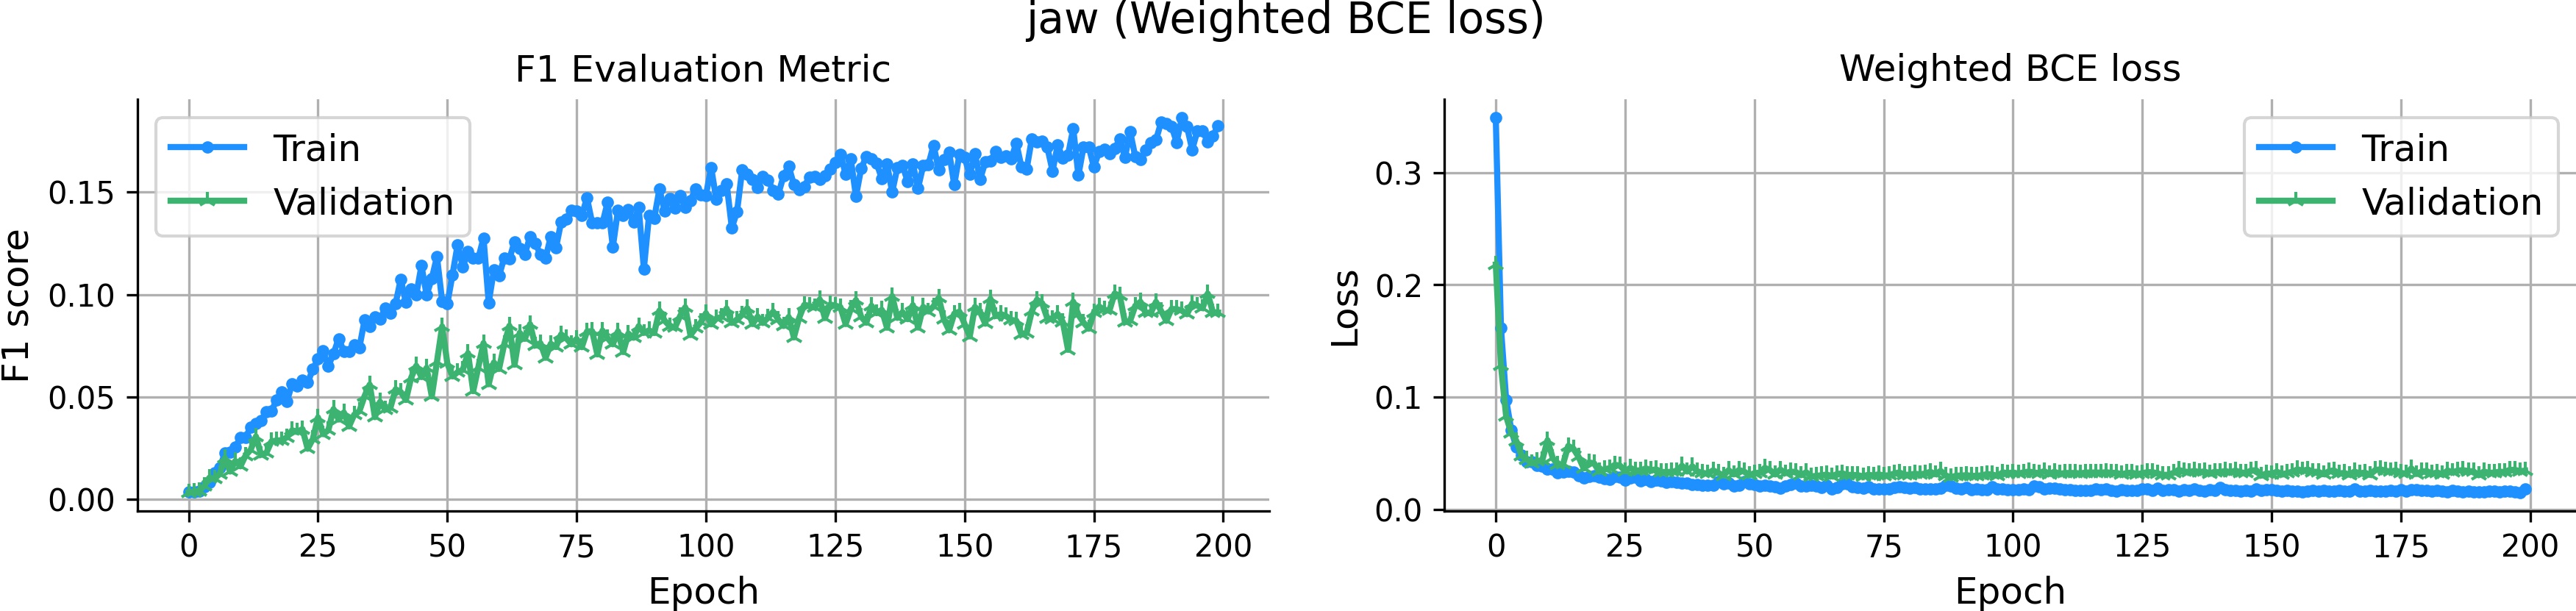 jaw (Weighted BCE loss)
F1 Evaluation Metric
Train
Validation
F1 score
0.15
0.10
0.05
0.00
0 25 50 75 100 125 150 175 200
Epoch
Weighted BCE loss
Train
Validation
Loss
0.3
0.2
0.1
0.0
0 25 50 75 100 125 150 175 200
Epoch